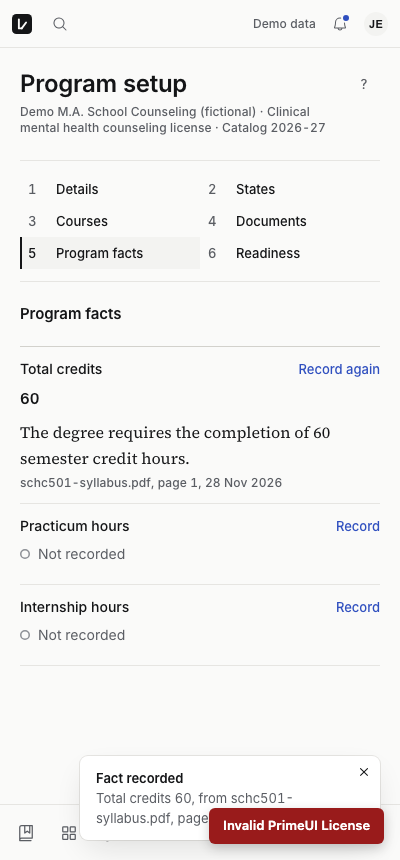 Demo data
JE
Program setup
?
Demo M.A. School Counseling (fictional) · Clinical
mental health counseling license · Catalog 2026-27
1 Details
2 States
3 Courses
4 Documents
5 Program facts
6 Readiness
Program facts
Total credits
Record again
60
The degree requires the completion of 60
semester credit hours.
schc501-syllabus.pdf, page 1, 28 Nov 2026
Practicum hours
Record
Not recorded
Internship hours
Record
Not recorded
Fact recorded
Total credits 60, from schc501-
syllabus.pdf, page
Invalid PrimeUI License